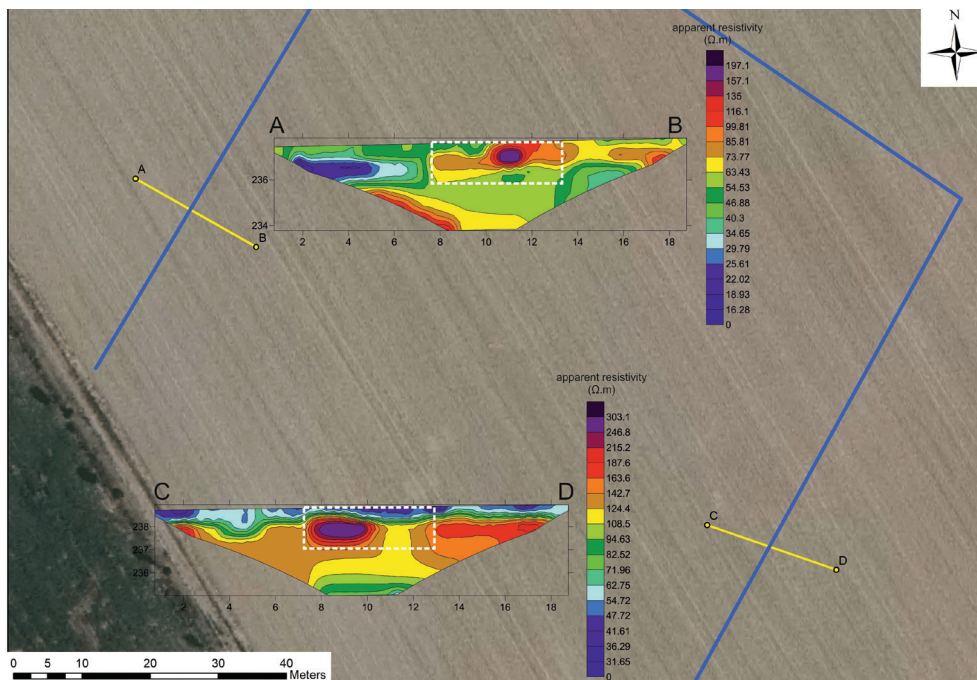 N
apparent resistivity
(Ω.m)
197.1
157.1
135
116.1
99.81
85.81
73.77
63.43
54.53
46.88
40.3
34.65
29.79
25.61
22.02
18.93
16.28
0
A
B
236
234
2 4 6 8 10 12 14 16 18
A
B
apparent resistivity
(Ω.m)
303.1
246.8
215.2
187.6
163.6
142.7
124.4
108.5
94.63
82.52
71.96
62.75
54.72
47.72
41.61
36.29
31.65
0
C
D
238
237
236
2 4 6 8 10 12 14 16 18
C
D
0 5 10 20 30 40
Meters